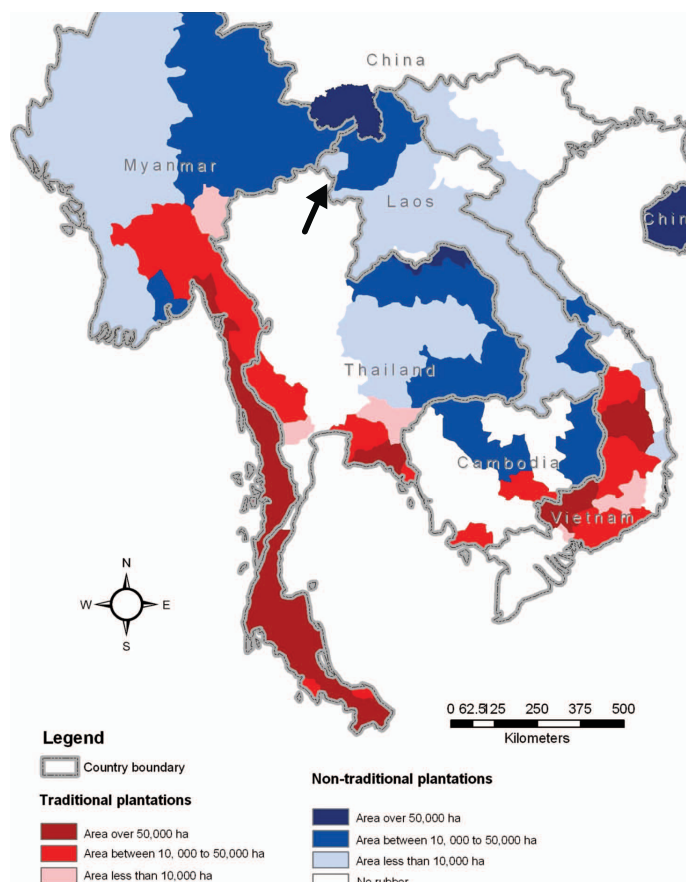 China
Myanmar
Laos
Chin
Thailand
Cambodia
Vietnam
N
W E
S
0 62.5125 250 375 500
Kilometers
Legend
Country boundary
Traditional plantations
Area over 50,000 ha
Area between 10, 000 to 50,000 ha
Area less than 10,000 ha
Non-traditional plantations
Area over 50,000 ha
Area between 10,000 to 50,000 ha
Area less than 10,000 ha
No rubber